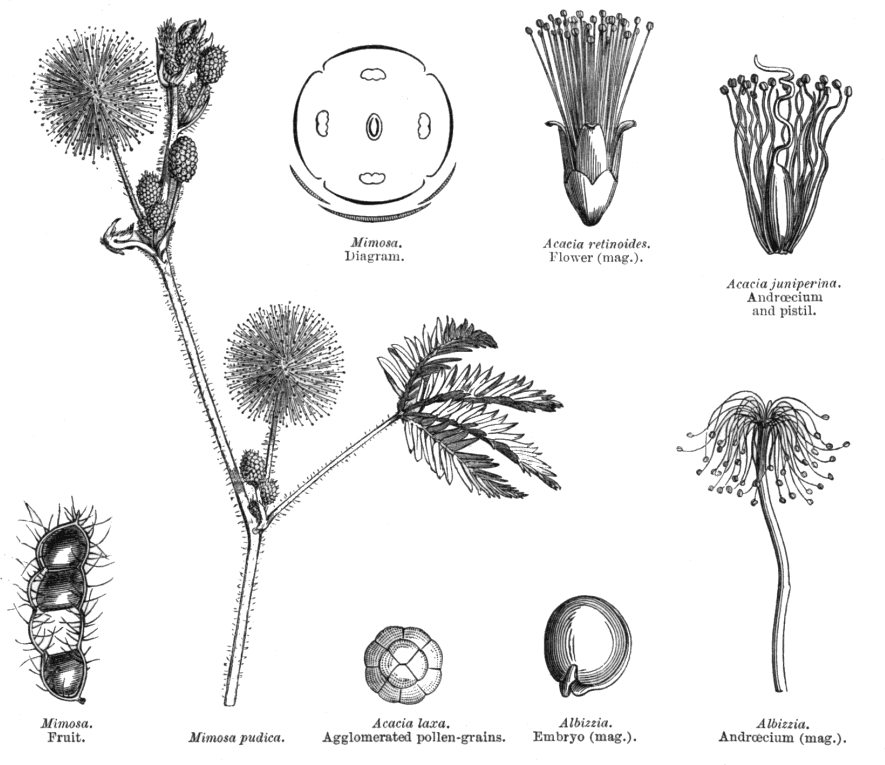 Mimosa.
Diagram.
Acacia retinoides.
Flower (mag.).
Acacia juniperina.
Andrœcium
and pistil.
Mimosa.
Fruit.
Mimosa pudica.
Acacia laxa.
Agglomerated pollen-grains.
Albizzia.
Embryo (mag.).
Albizzia.
Andrœcium (mag.).